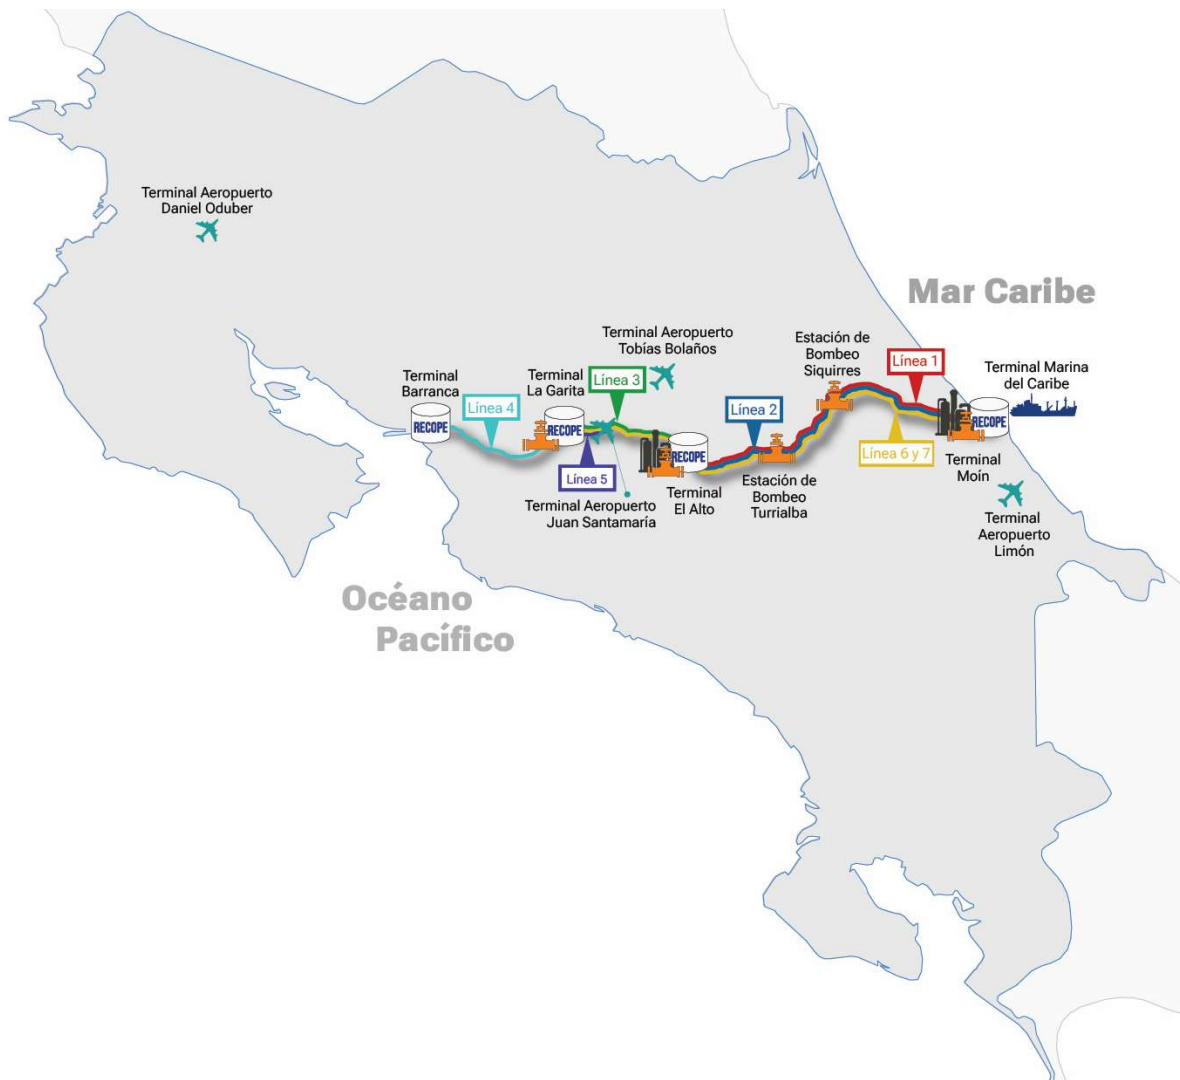 Terminal Aeropuerto
Daniel Oduber
Mar Caribe
Terminal Aeropuerto
Tobías Bolaños
Estación de
Bombeo
Siquirres
Línea 1
Terminal Marina
del Caribe
Terminal
Barranca
Terminal
La Garita
Línea 3
Línea 4
Línea 2
RECOPE
RECOPE
RECOPE
RECOPE
Línea 5
Línea 6 y 7
Terminal Aeropuerto
Juan Santamaría
Terminal
El Alto
Estación de
Bombeo
Turrialba
Terminal
Moín
Terminal
Aeropuerto
Limón
Océano
Pacífico